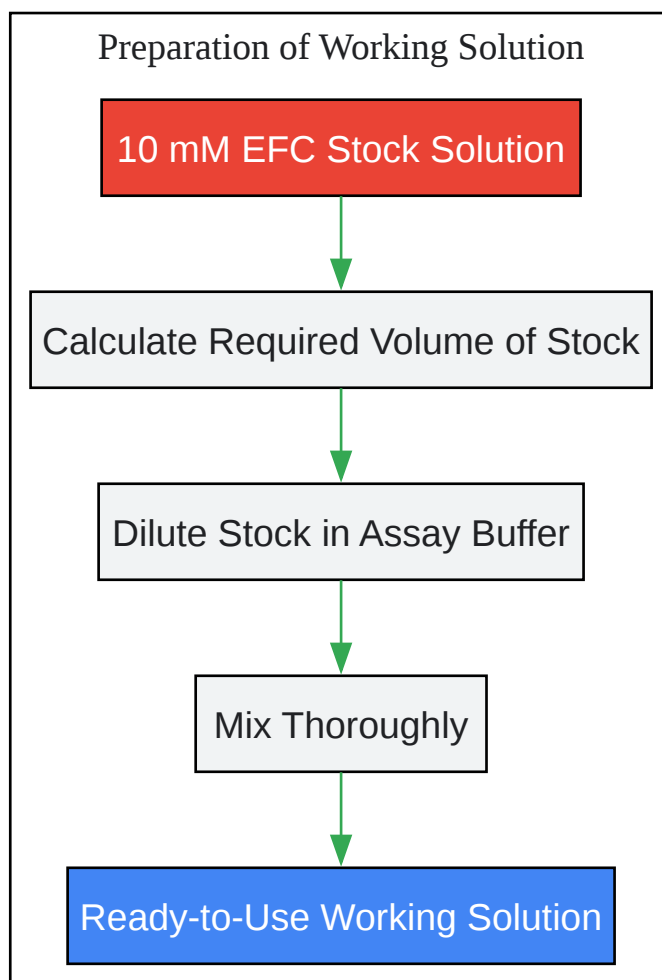 Preparation of Working Solution
10 mM EFC Stock Solution
Calculate Required Volume of Stock
Dilute Stock in Assay Buffer
Mix Thoroughly
Ready-to-Use Working Solution